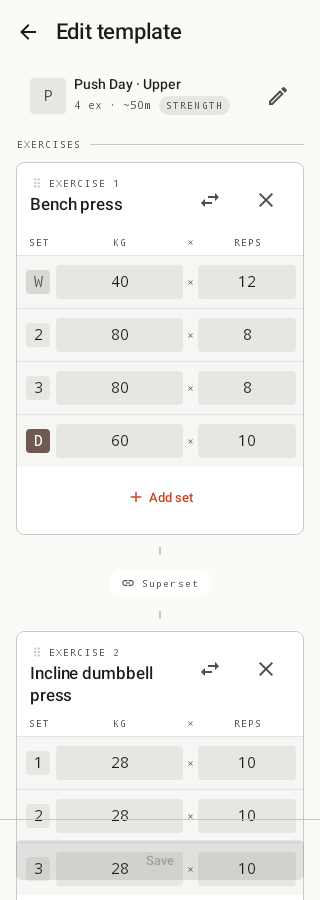 Edit template
P
Push Day · Upper
4 ex · ~50m STRENGTH
EXERCISES
EXERCISE 1
Bench press
SET KG × REPS
W 40 × 12
2 80 × 8
3 80 × 8
D 60 × 10
+ Add set
Superset
EXERCISE 2
Incline dumbbell
press
SET KG × REPS
1 28 × 10
2 28 × 10
3 28 × 10
Save